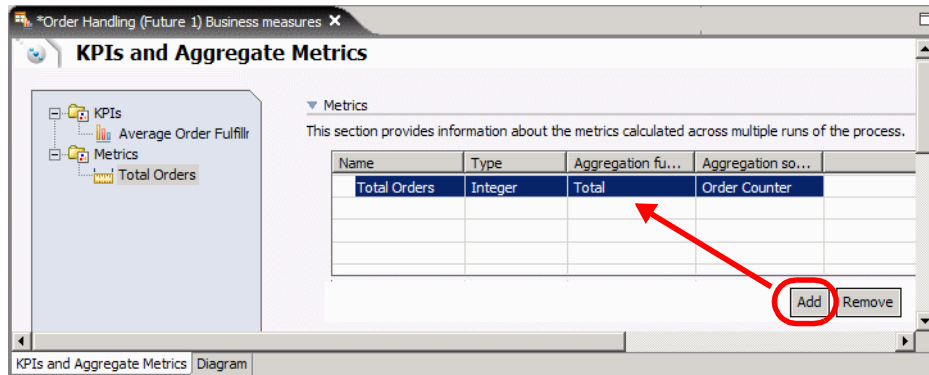 *Order Handling (Future 1) Business measures
KPIs and Aggregate Metrics
KPIs
Average Order Fulfillr
Metrics
Total Orders
Metrics
This section provides information about the metrics calculated across multiple runs of the process.
Name Type Aggregation fu... Aggregation so...
Total Orders Integer Total Order Counter
Add Remove
KPIs and Aggregate Metrics Diagram